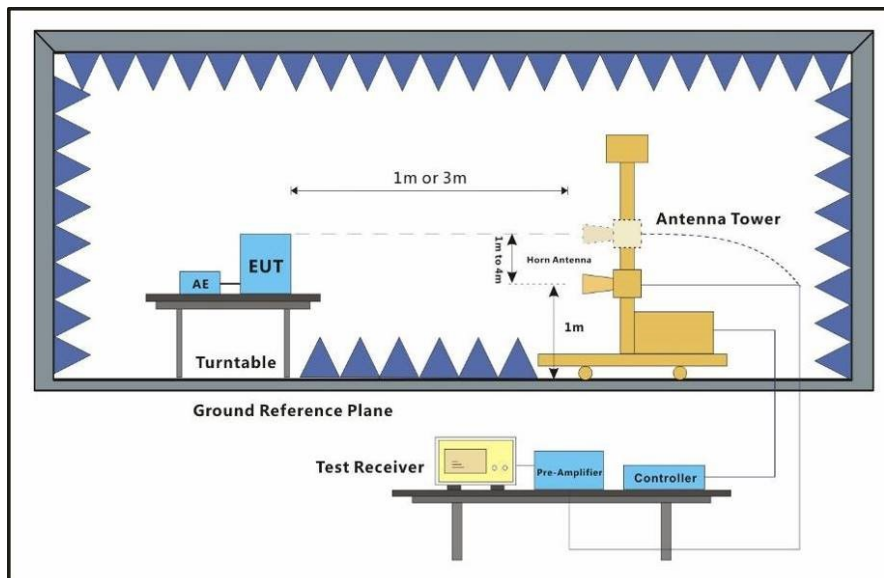 1m or 3m
Antenna Tower
1m to 4m
Horn Antenna
EUT
AE
1m
Turntable
Ground Reference Plane
Test Receiver
Pre-Amplifier
Controller